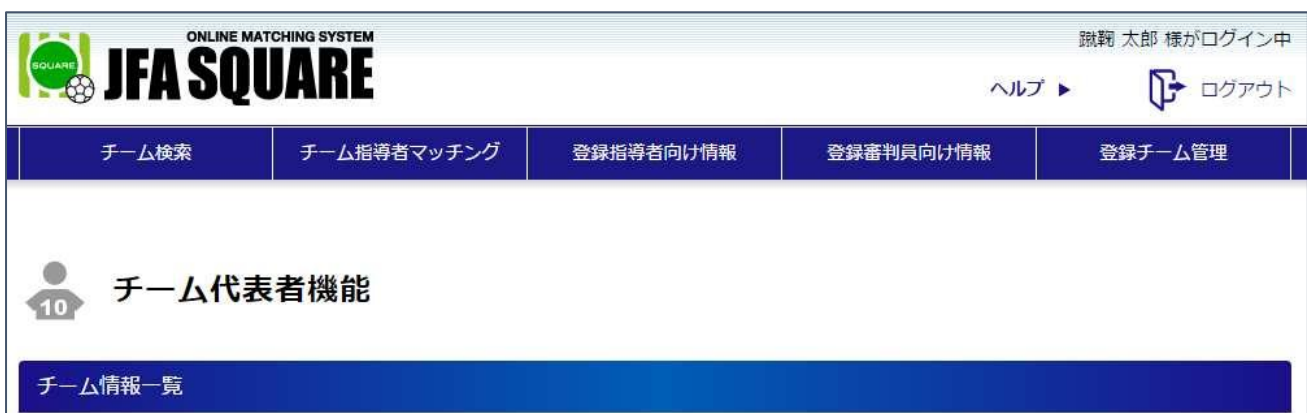 ONLINE MATCHING SYSTEM
SQUARE
JFA SQUARE
蹴鞠 太郎 様がログイン中
ヘルプ ▶
ログアウト
チーム検索
チーム指導者マッチング
登録指導者向け情報
登録審判員向け情報
登録チーム管理
10
チーム代表者機能
チーム情報一覧